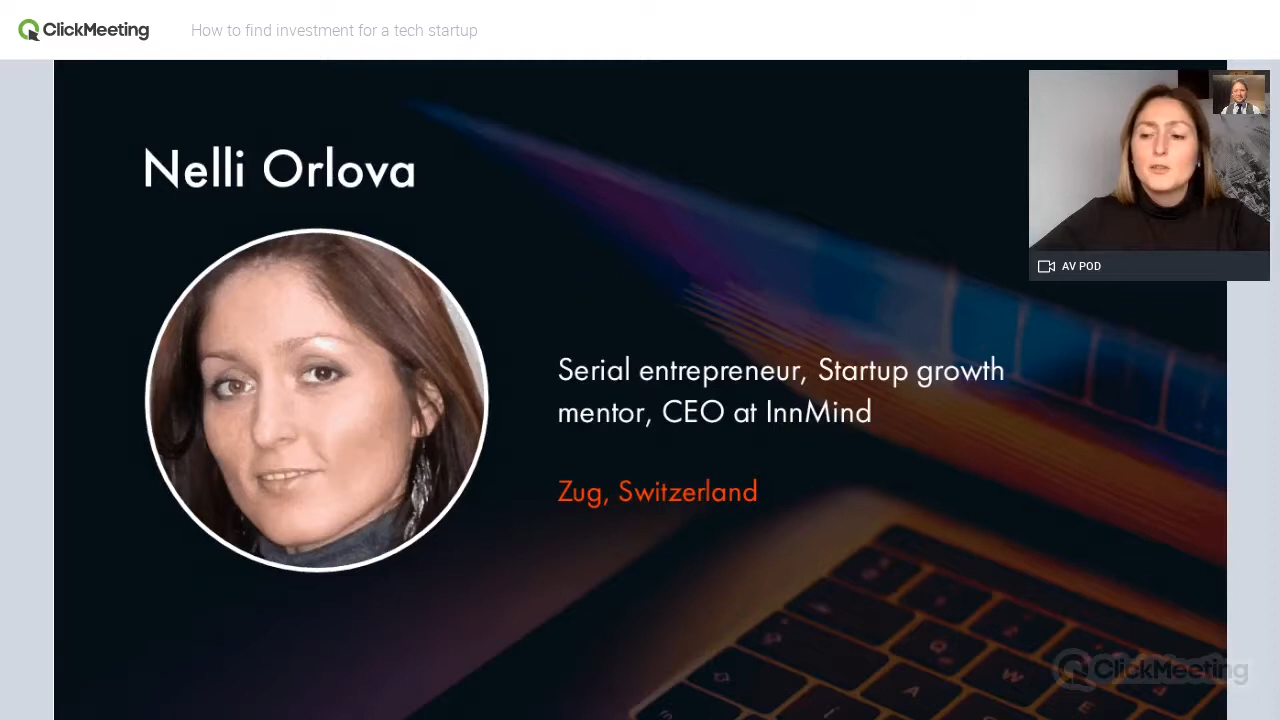 ClickMeeting
How to find investment for a tech startup
Nelli Orlova
AV POD
Serial entrepreneur, Startup growth
mentor, CEO at InnMind
Zug, Switzerland
Q
W
A
ClickMeeting